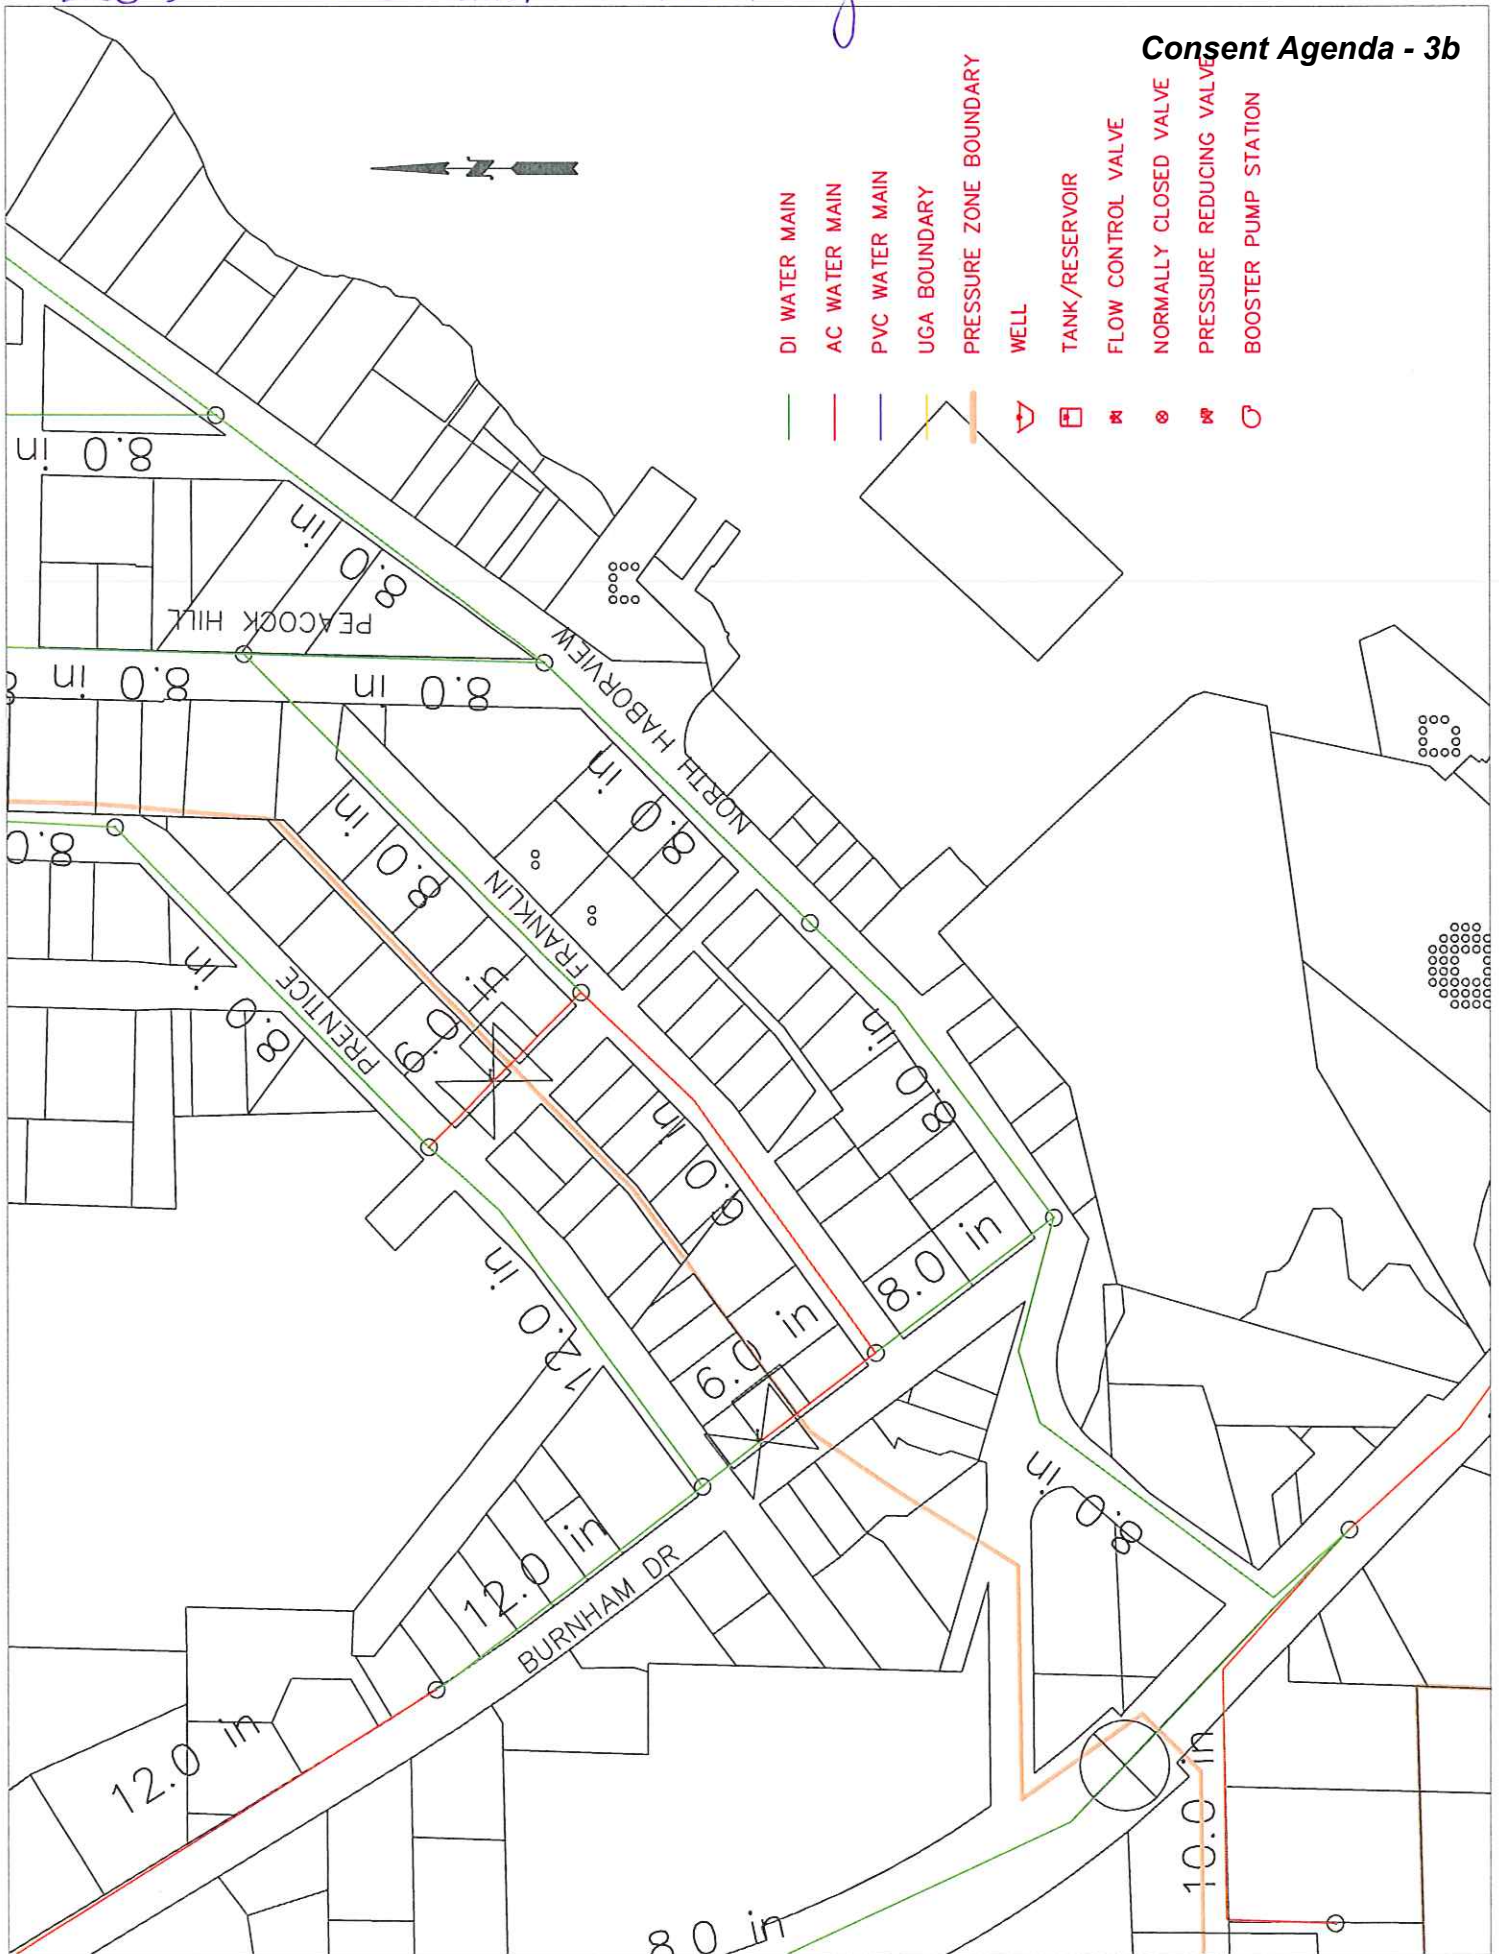 Consent Agenda - 3b
DI WATER MAIN
AC WATER MAIN
PVC WATER MAIN
UGA BOUNDARY
PRESSURE ZONE BOUNDARY
WELL
TANK/RESERVOIR
FLOW CONTROL VALVE
NORMALLY CLOSED VALVE
PRESSURE REDUCING VALVE
BOOSTER PUMP STATION
N
8.0 in
8.0 in
PEACOCK HILL
8.0 in
8.0 in
8.0
NORTH HABORVIEW
8.0 in
8.0 in
FRANKLIN
8.0 in
PRENTICE
6.0 in
8.0 in
6.0 in
8.0 in
12.0 in
6.0 in
8.0 in
12.0 in
BURNHAM DR
12.0 in
10.0 in
8.0 in